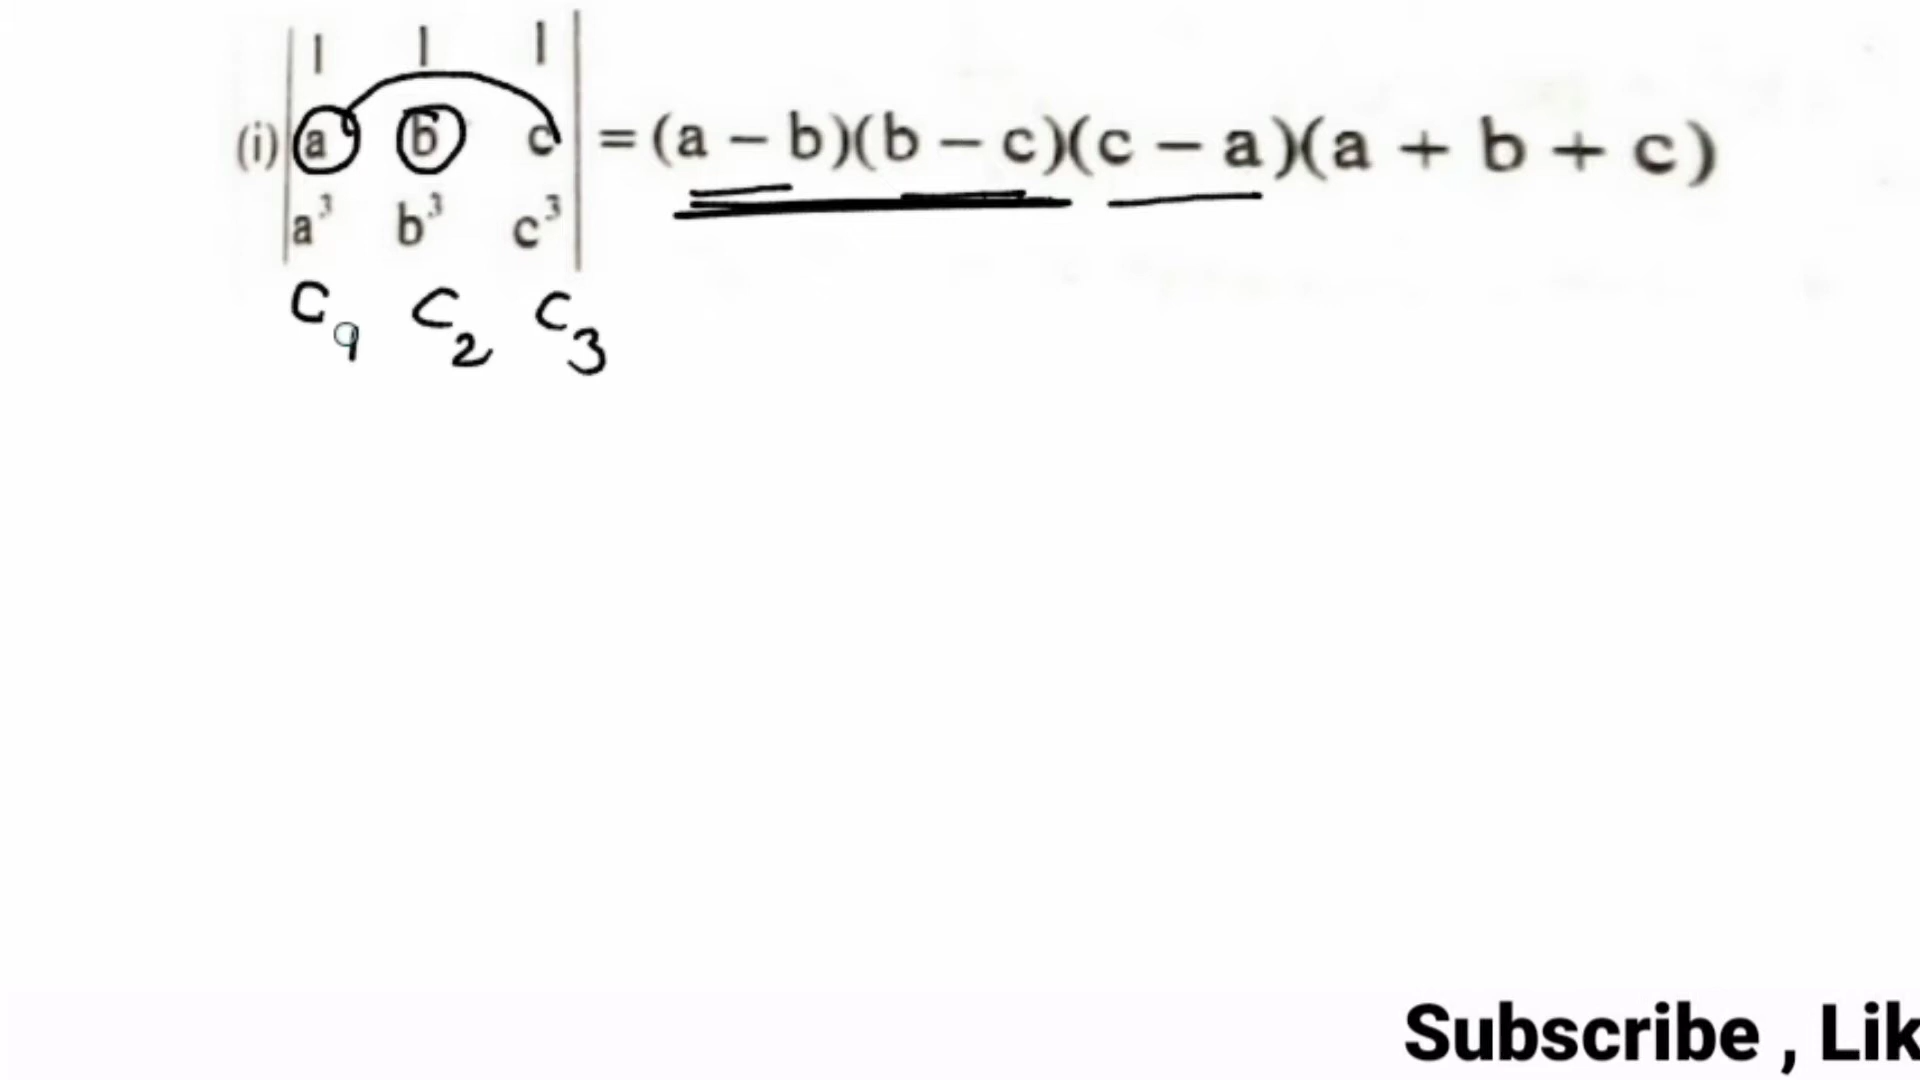 1 1 1
(i) a b c = (a − b)(b − c)(c − a)(a + b + c)
a³ b³ c³
C₁ C₂ C₃
Subscribe , Lik